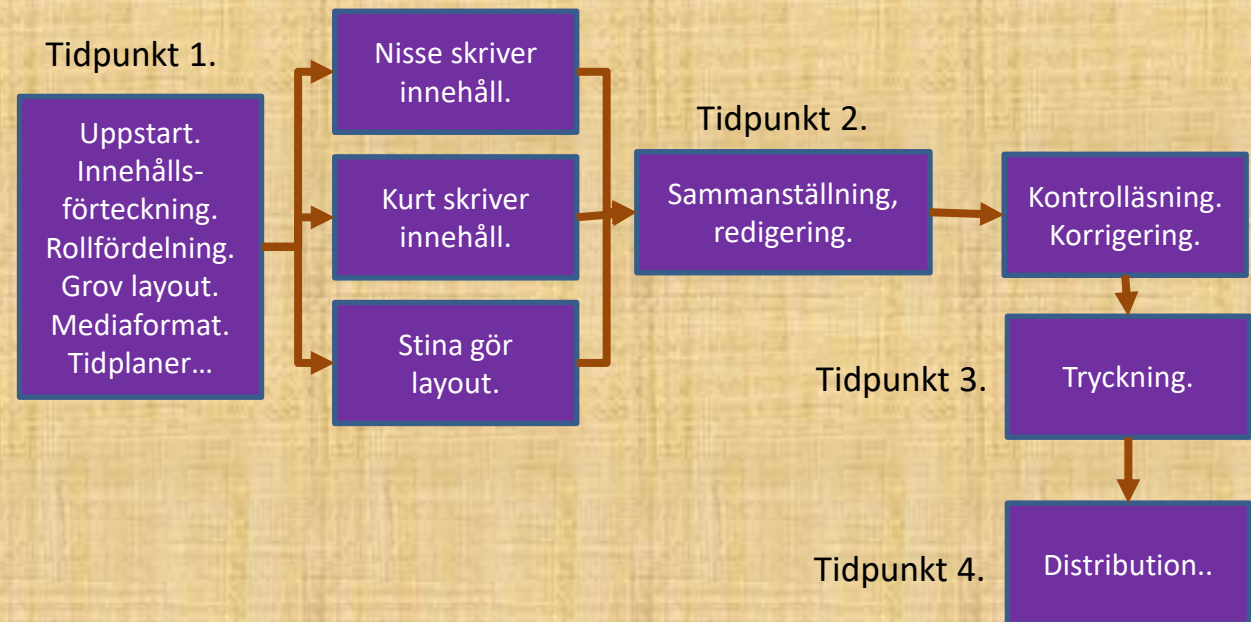 Tidpunkt 1.
Uppstart.
Innehålls-
förteckning.
Rollfördelning.
Grov layout.
Mediaformat.
Tidplaner…
Nisse skriver
innehåll.
Kurt skriver
innehåll.
Stina gör
layout.
Tidpunkt 2.
Sammanställning,
redigering.
Kontrolläsning.
Korrigering.
Tidpunkt 3.
Tryckning.
Tidpunkt 4.
Distribution..